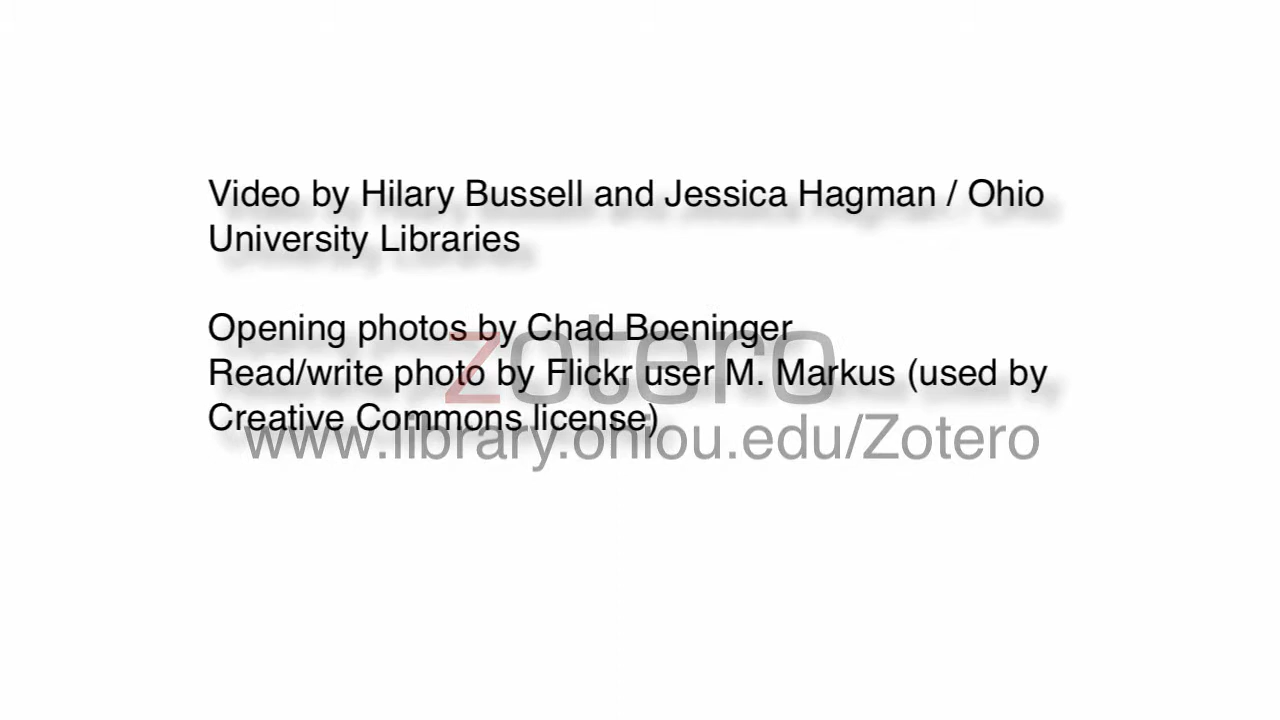 Video by Hilary Bussell and Jessica Hagman / Ohio
University Libraries
Opening photos by Chad Boeninger
zotero
Read/write photo by Flickr user M. Markus (used by
Creative Commons license)
www.library.ohiou.edu/Zotero